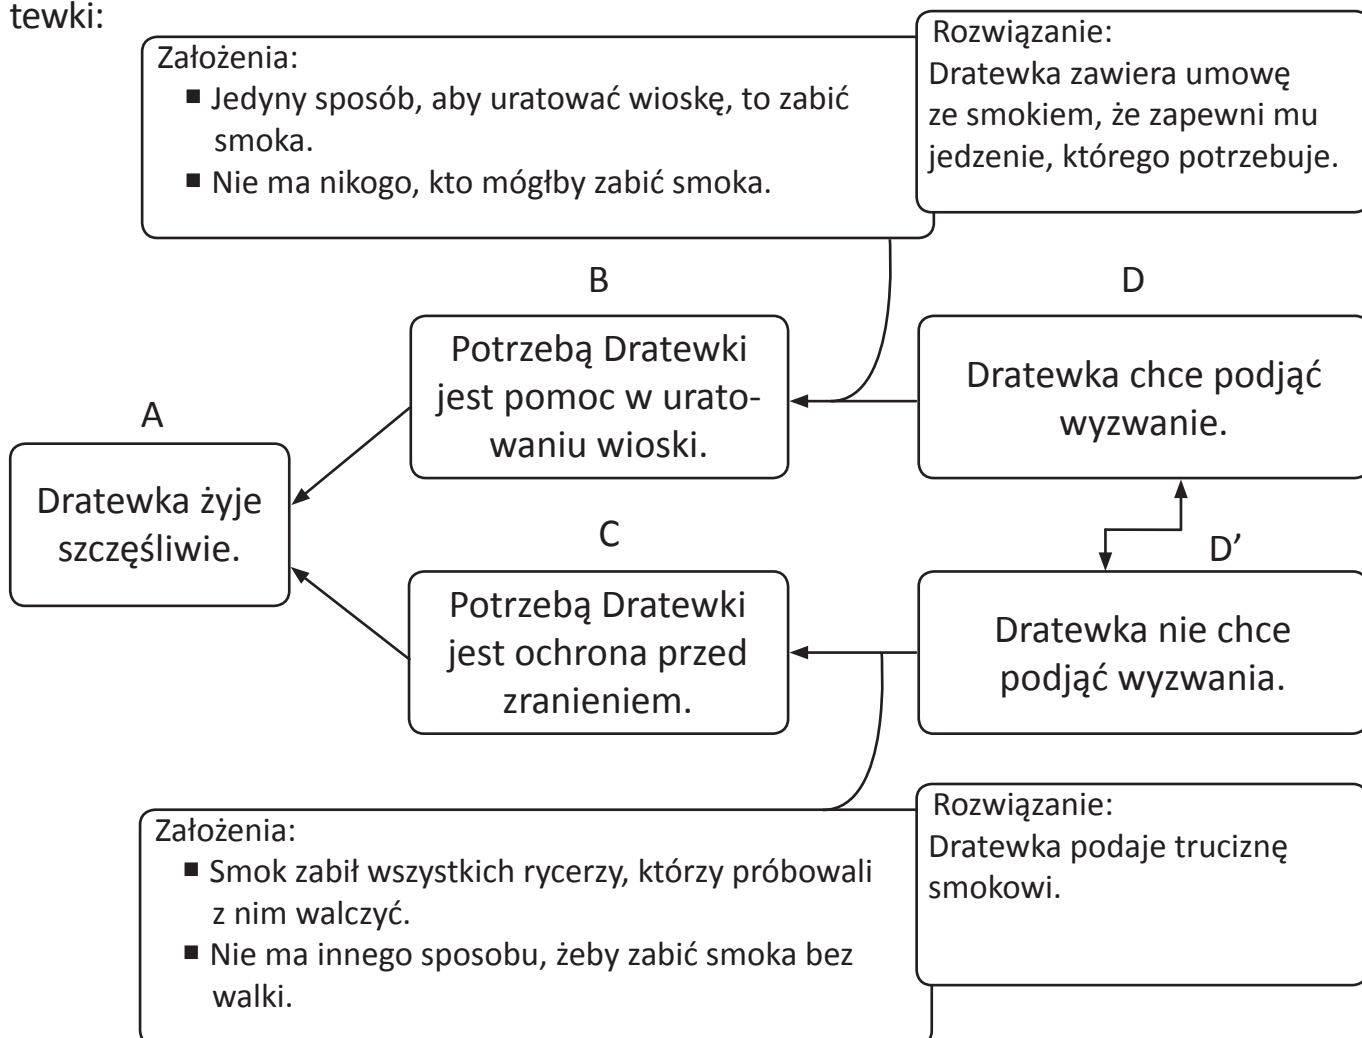 tewki:
Założenia:
■ Jedyny sposób, aby uratować wioskę, to zabić
smoka.
■ Nie ma nikogo, kto mógłby zabić smoka.
Rozwiązanie:
Dratewka zawiera umowę
ze smokiem, że zapewni mu
jedzenie, którego potrzebuje.
B
D
Potrzebą Dratewki
jest pomoc w urato-
waniu wioski.
Dratewka chce podjąć
wyzwanie.
A
Dratewka żyje
szczęśliwie.
C
D’
Potrzebą Dratewki
jest ochrona przed
zranieniem.
Dratewka nie chce
podjąć wyzwania.
Założenia:
■ Smok zabił wszystkich rycerzy, którzy próbowali
z nim walczyć.
■ Nie ma innego sposobu, żeby zabić smoka bez
walki.
Rozwiązanie:
Dratewka podaje truciznę
smokowi.